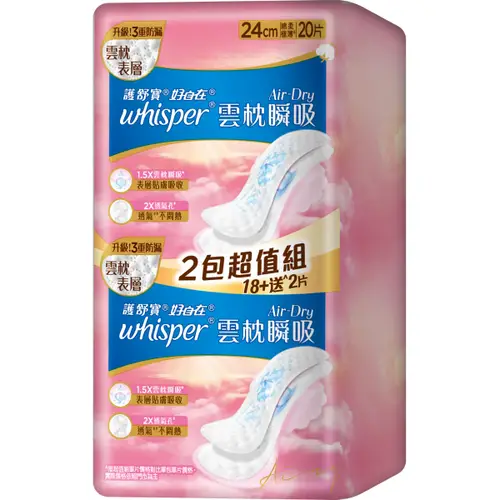 升級!3重防漏
雲枕
表層
24cm 綿柔極薄* 20片
護舒寶® 好自在® Air-Dry
whisper® 雲枕瞬吸
1.5X雲枕瞬吸*
表層貼膚吸收
2X透氣孔*
透氣**不悶熱
升級!3重防漏
雲枕
表層
2包超值組
18+送^2片
護舒寶® 好自在® Air-Dry
whisper® 雲枕瞬吸
1.5X雲枕瞬吸*
表層貼膚吸收
2X透氣孔*
透氣**不悶熱